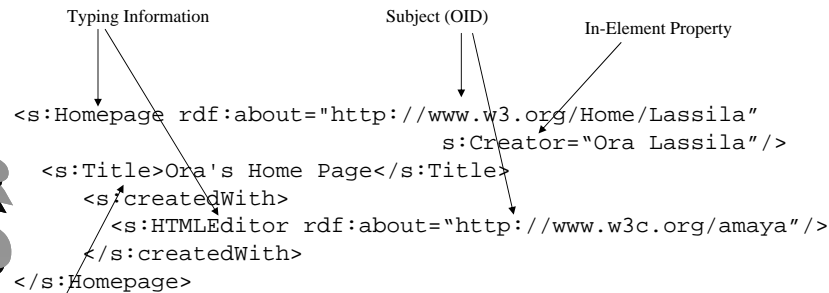 Typing Information Subject (OID)
In-Element Property
<s:Homepage rdf:about="http://www.w3.org/Home/Lassila”
s:Creator=“Ora Lassila”/>
<s:Title>Ora's Home Page</s:Title>
<s:createdWith>
<s:HTMLEditor rdf:about=“http://www.w3c.org/amaya”/>
</s:createdWith>
</s:Homepage>